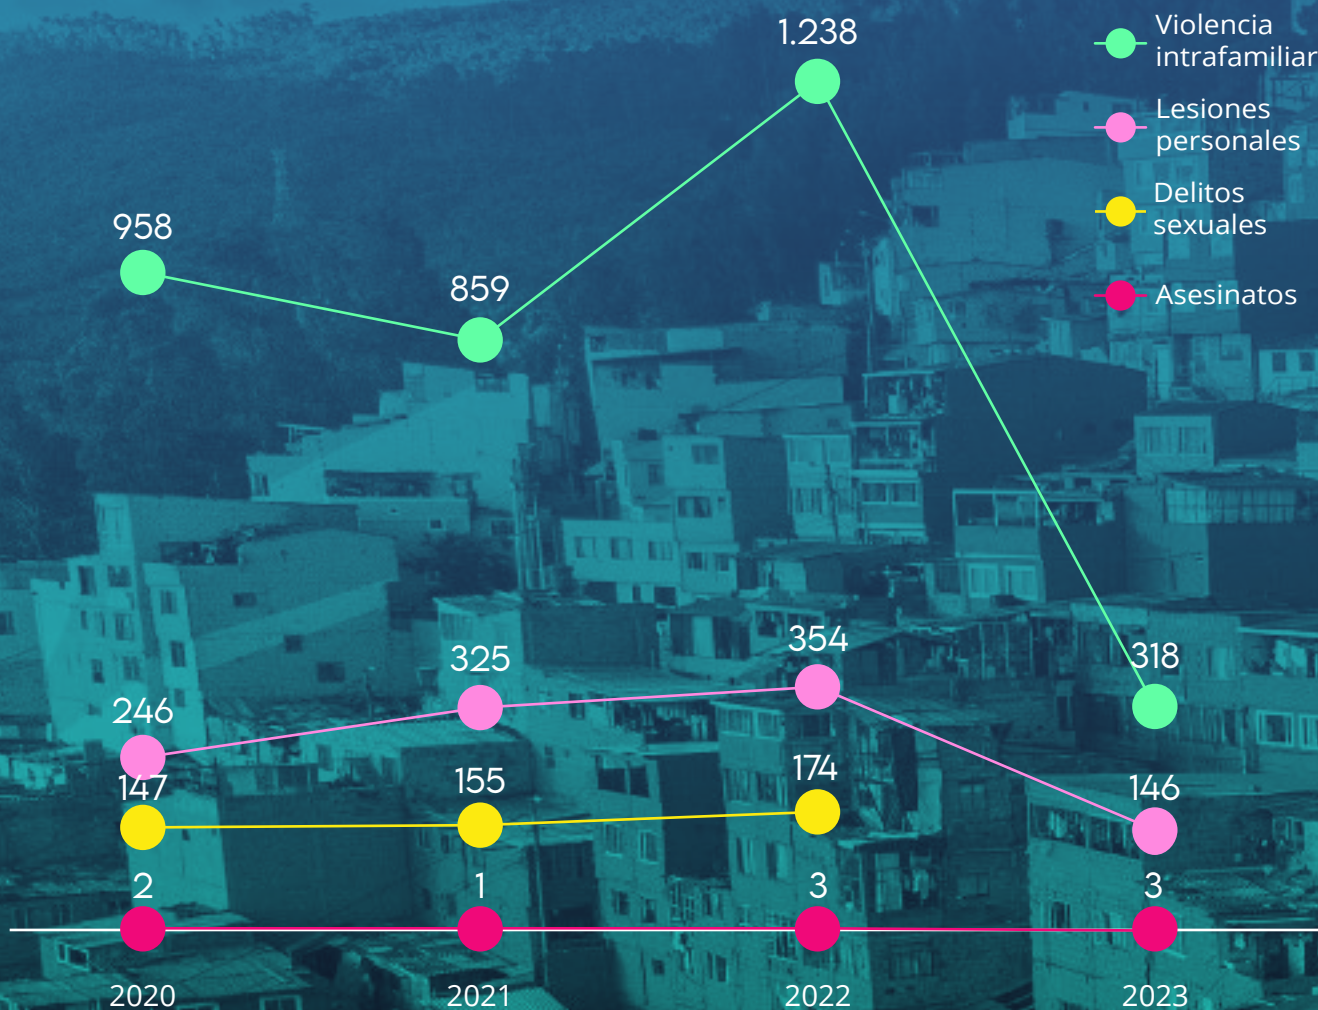 1.238
Violencia
intrafamiliar
Lesiones
personales
958
Delitos
sexuales
859
Asesinatos
354
325
318
246
174
155
147
146
2
1
3
3
2020
2021
2022
2023